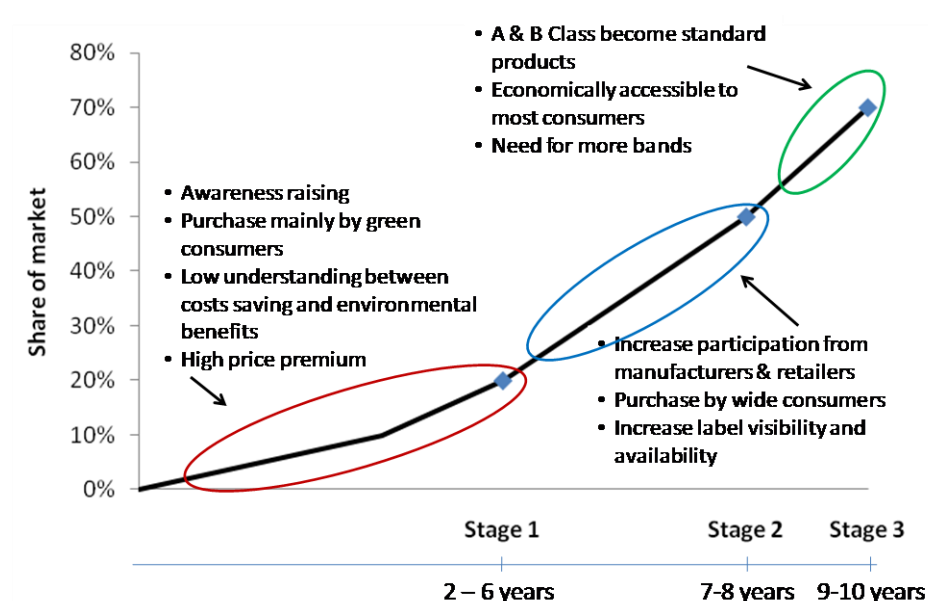 • A & B Class become standard
products
• Economically accessible to
most consumers
• Need for more bands
80%
70%
60%
50%
40%
30%
20%
10%
0%
Share of market
• Awareness raising
• Purchase mainly by green
consumers
• Low understanding between
costs saving and environmental
benefits
• High price premium
• Increase participation from
manufacturers & retailers
• Purchase by wide consumers
• Increase label visibility and
availability
Stage 1
Stage 2
Stage 3
2 – 6 years
7-8 years
9-10 years